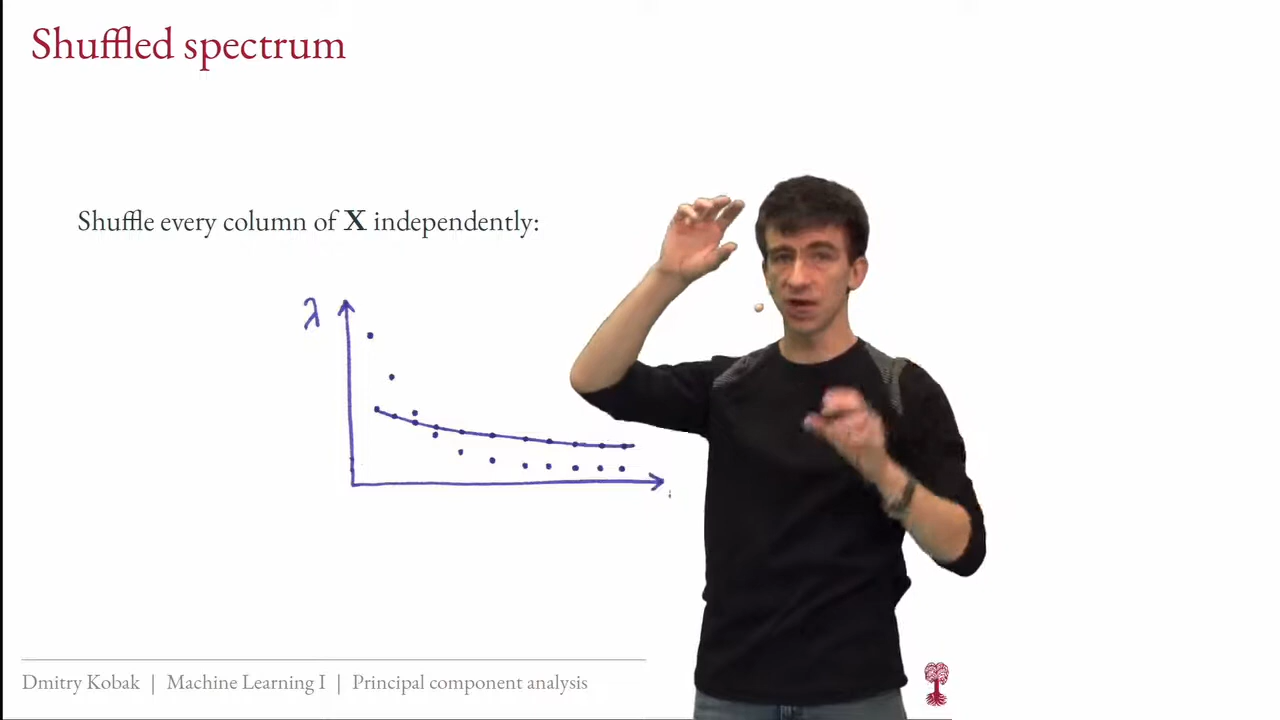 Shuffled spectrum
Shuffle every column of X independently:
λ
Dmitry Kobak | Machine Learning I | Principal component analysis